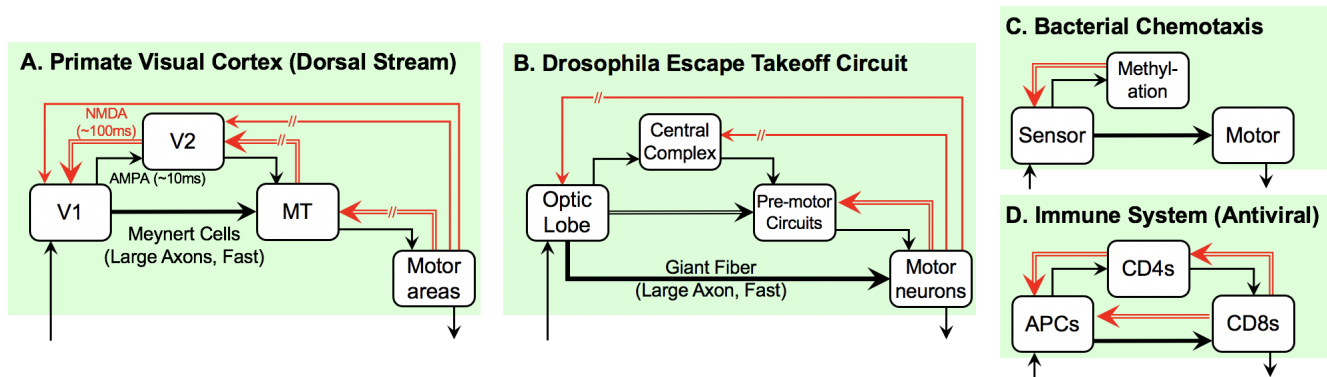 A. Primate Visual Cortex (Dorsal Stream)
NMDA
(~100ms)
V2
AMPA (~10ms)
V1
MT
Meynert Cells
(Large Axons, Fast)
Motor
areas
//
//
//
B. Drosophila Escape Takeoff Circuit
//
Central
Complex
//
Optic
Lobe
Pre-motor
Circuits
Giant Fiber
(Large Axon, Fast)
Motor
neurons
C. Bacterial Chemotaxis
Methyl-
ation
Sensor
Motor
D. Immune System (Antiviral)
CD4s
APCs
CD8s